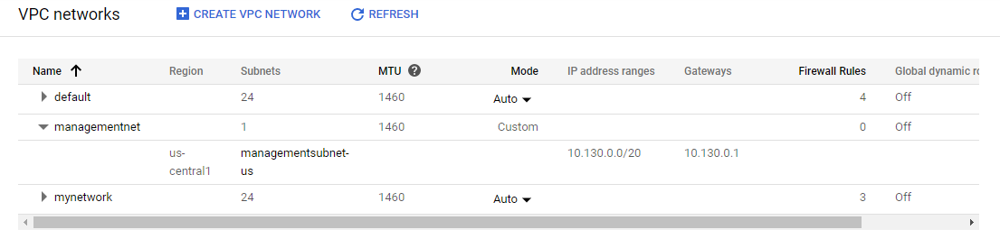 VPC networks CREATE VPC NETWORK REFRESH
Name Region Subnets MTU ? Mode IP address ranges Gateways Firewall Rules Global dynamic ro
default 24 1460 Auto 4 Off
managementnet 1 1460 Custom 0 Off
us- managementsubnet- 10.130.0.0/20 10.130.0.1
central1 us
mynetwork 24 1460 Auto 3 Off